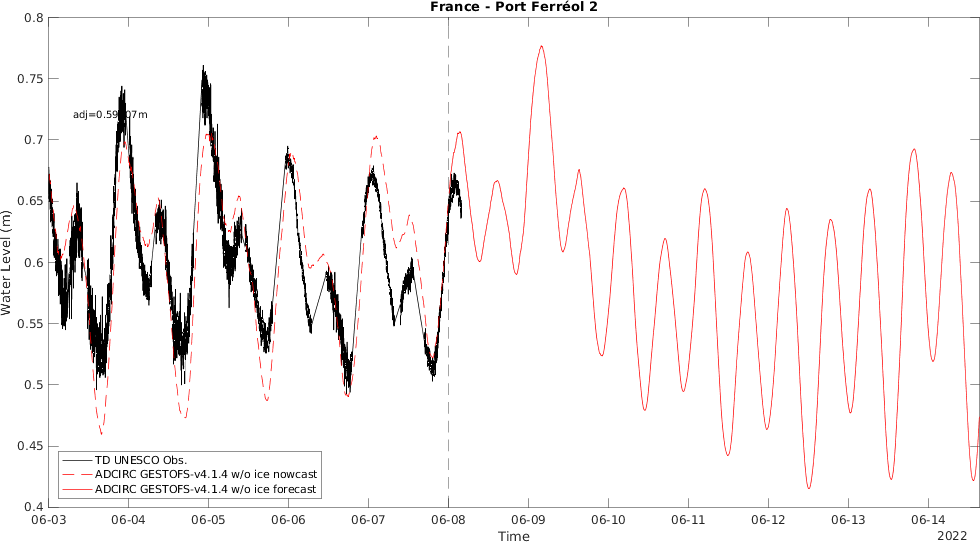 France - Port Ferréol 2
0.8
0.75
0.7
0.65
0.6
0.55
0.5
0.45
0.4
Water Level (m)
TD UNESCO Obs.
ADCIRC GESTOFS-v4.1.4 w/o ice nowcast
ADCIRC GESTOFS-v4.1.4 w/o ice forecast
06-03 06-04 06-05 06-06 06-07 06-08 06-09 06-10 06-11 06-12 06-13 06-14
Time
2022